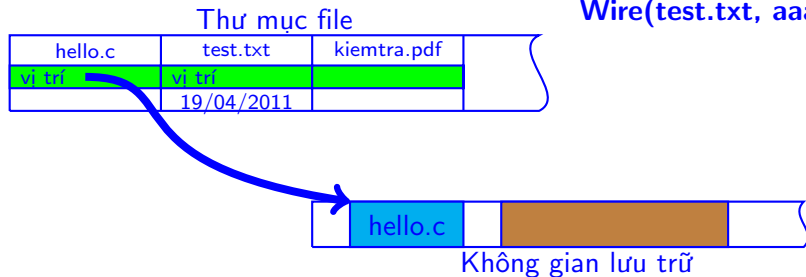 Wire(test.txt, aaa
Thư mục file
hello.c test.txt kiemtra.pdf
vị trí vị trí
19/04/2011
hello.c
Không gian lưu trữ